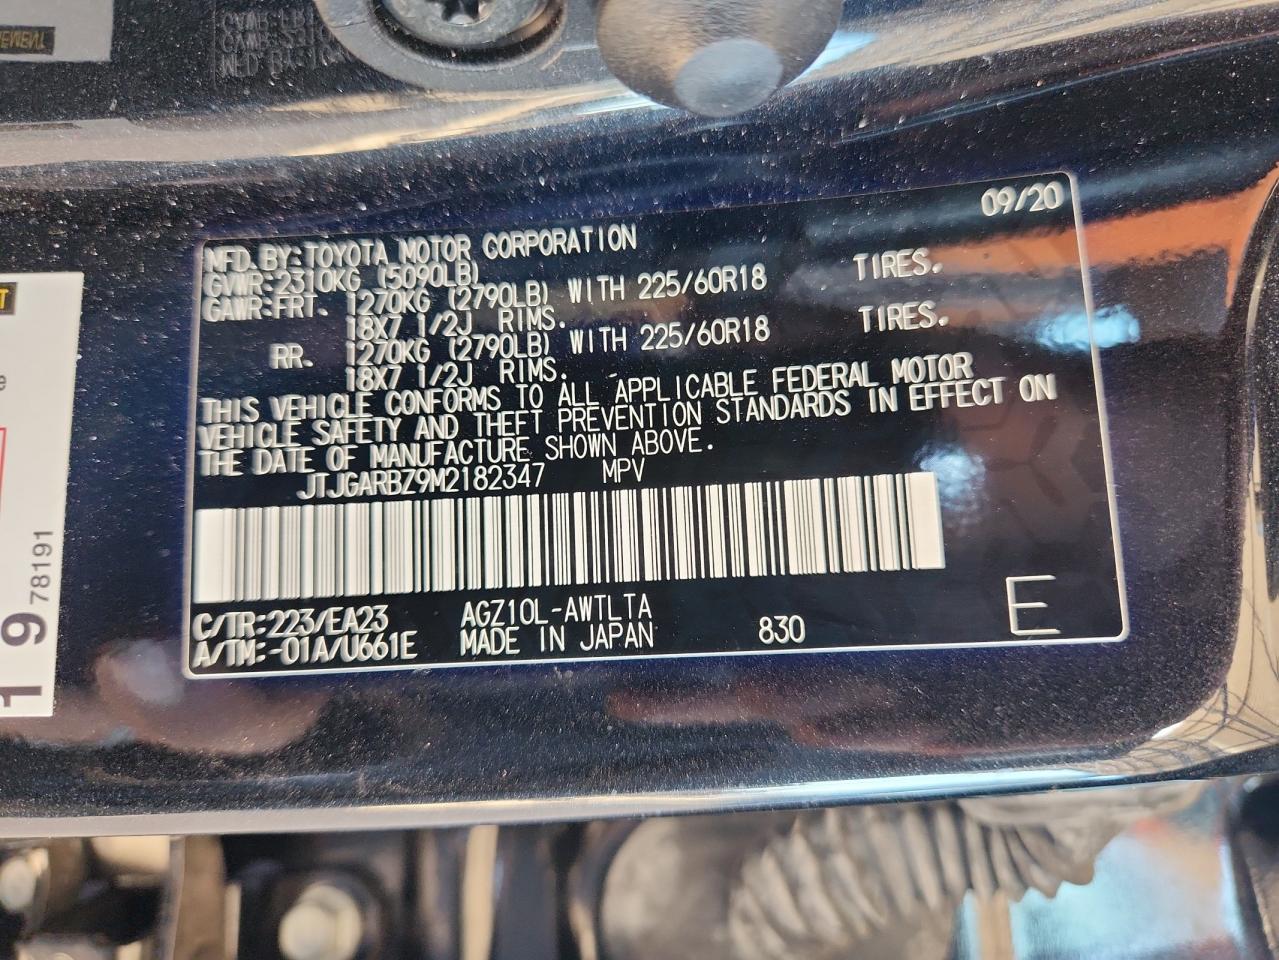 09/20
MFD. BY: TOYOTA MOTOR CORPORATION
GVWR: 2310KG (5090LB)
GAWR: FRT. 1270KG (2790LB) WITH 225/60R18 TIRES.
18X7 1/2J RIMS.
RR. 1270KG (2790LB) WITH 225/60R18 TIRES.
18X7 1/2J RIMS.
THIS VEHICLE CONFORMS TO ALL APPLICABLE FEDERAL MOTOR
VEHICLE SAFETY AND THEFT PREVENTION STANDARDS IN EFFECT ON
THE DATE OF MANUFACTURE SHOWN ABOVE.
JTJGARBZ9M2182347 MPV
C/TR: 223/EA23 AGZ10L-AWTLTA
A/TM: -01A/U661E MADE IN JAPAN 830
E
19
78191